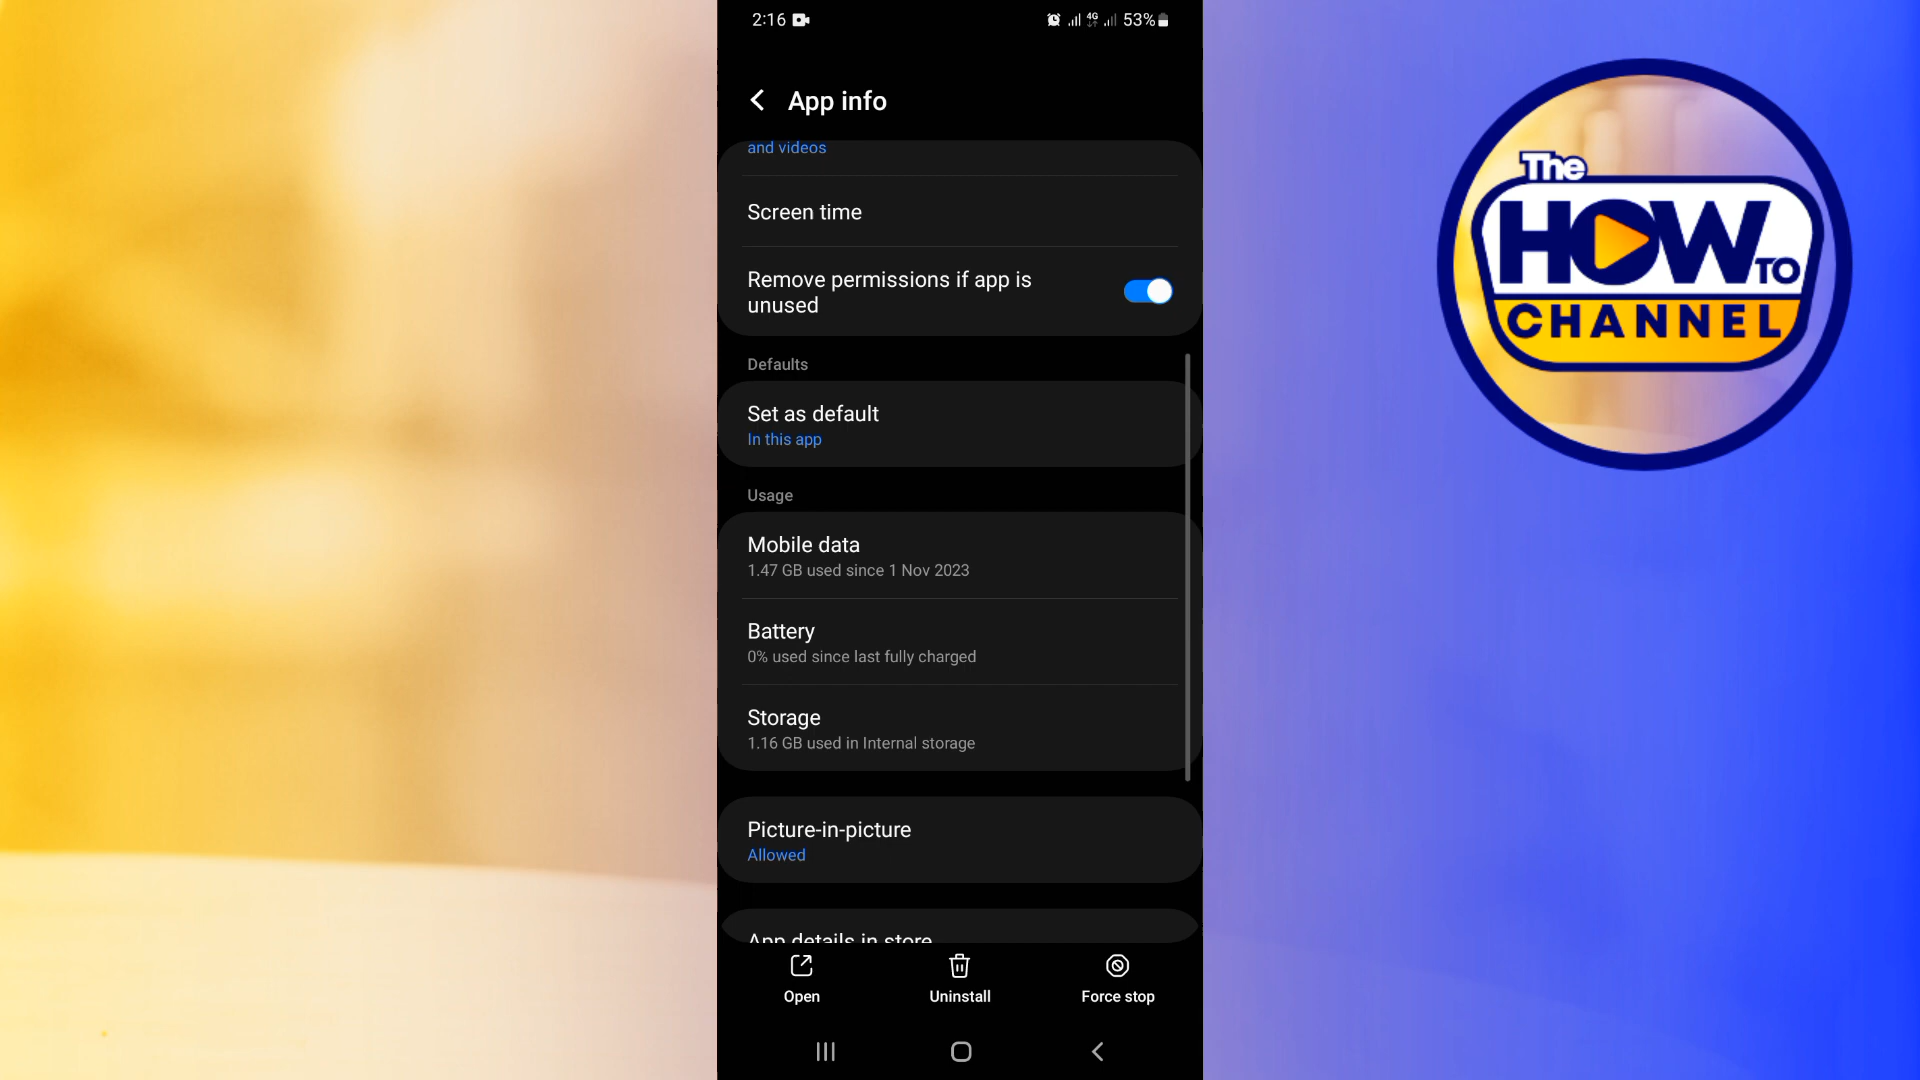 2:16
4G
53%
App info
and videos
Screen time
Remove permissions if app is
unused
Defaults
Set as default
In this app
Usage
Mobile data
1.47 GB used since 1 Nov 2023
Battery
0% used since last fully charged
Storage
1.16 GB used in Internal storage
Picture-in-picture
Allowed
App details in store
Open
Uninstall
Force stop
The
HOW TO
CHANNEL